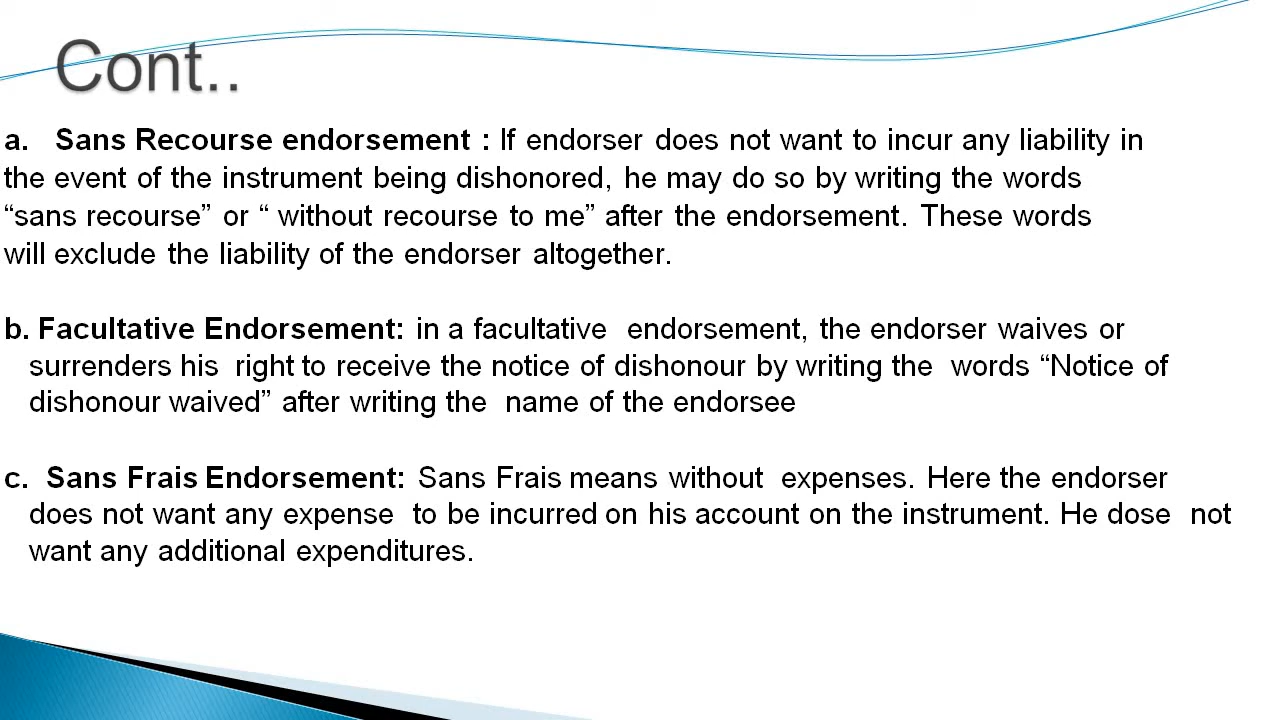 Cont..
a. Sans Recourse endorsement : If endorser does not want to incur any liability in
the event of the instrument being dishonored, he may do so by writing the words
“sans recourse” or “ without recourse to me” after the endorsement. These words
will exclude the liability of the endorser altogether.
b. Facultative Endorsement: in a facultative endorsement, the endorser waives or
surrenders his right to receive the notice of dishonour by writing the words “Notice of
dishonour waived” after writing the name of the endorsee
c. Sans Frais Endorsement: Sans Frais means without expenses. Here the endorser
does not want any expense to be incurred on his account on the instrument. He dose not
want any additional expenditures.